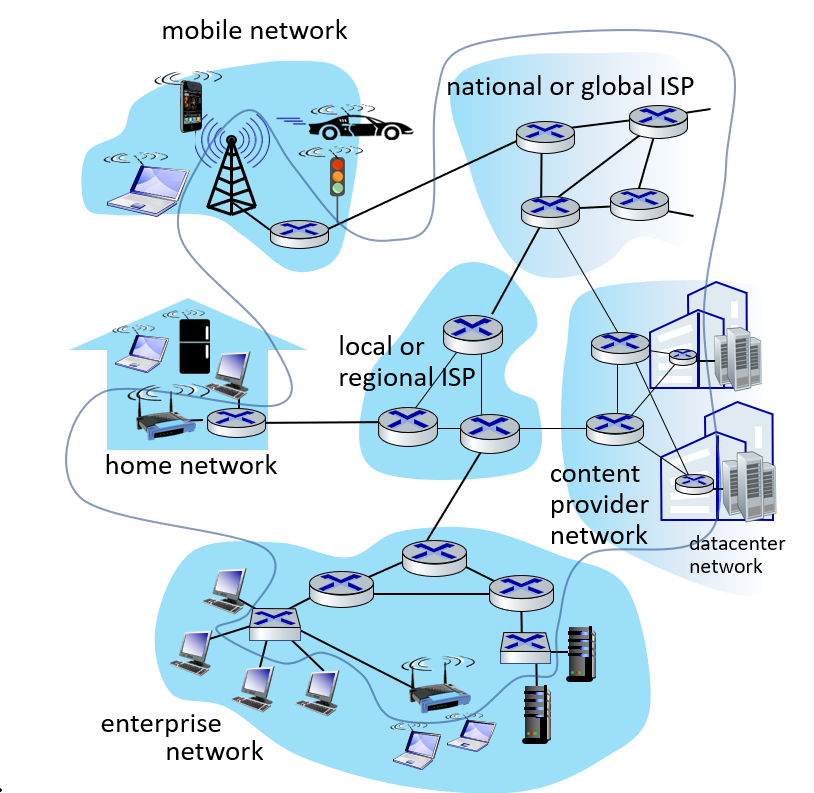 mobile network
national or global ISP
local or
regional ISP
home network
content
provider
network
datacenter
network
enterprise
network
.